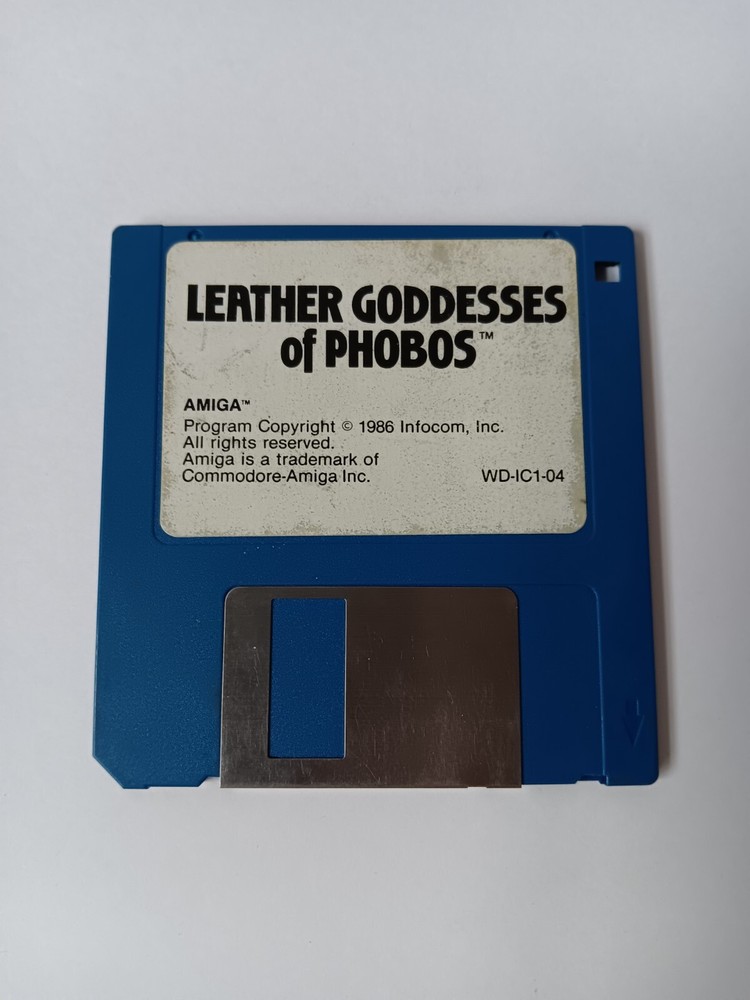 LEATHER GODDESSES
of PHOBOS™
AMIGA™
Program Copyright © 1986 Infocom, Inc.
All rights reserved.
Amiga is a trademark of
Commodore-Amiga Inc. WD-IC1-04